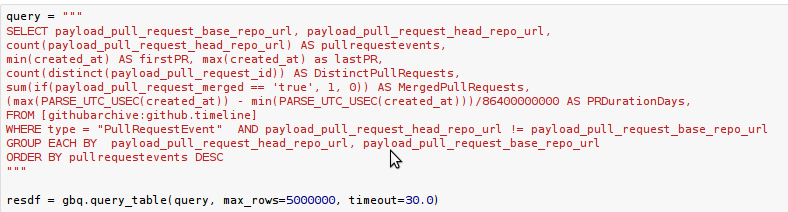 query = """
SELECT payload_pull_request_base_repo_url, payload_pull_request_head_repo_url,
count(payload_pull_request_head_repo_url) AS pullrequestevents,
min(created_at) AS firstPR, max(created_at) as lastPR,
count(distinct(payload_pull_request_id)) AS DistinctPullRequests,
sum(if(payload_pull_request_merged == 'true', 1, 0)) AS MergedPullRequests,
(max(PARSE_UTC_USEC(created_at)) - min(PARSE_UTC_USEC(created_at)))/86400000000 AS PRDurationDays,
FROM [githubarchive:github.timeline]
WHERE type = "PullRequestEvent"  AND payload_pull_request_head_repo_url != payload_pull_request_base_repo_url
GROUP EACH BY  payload_pull_request_head_repo_url, payload_pull_request_base_repo_url
ORDER BY pullrequestevents DESC
"""
resdf = gbq.query_table(query, max_rows=5000000, timeout=30.0)